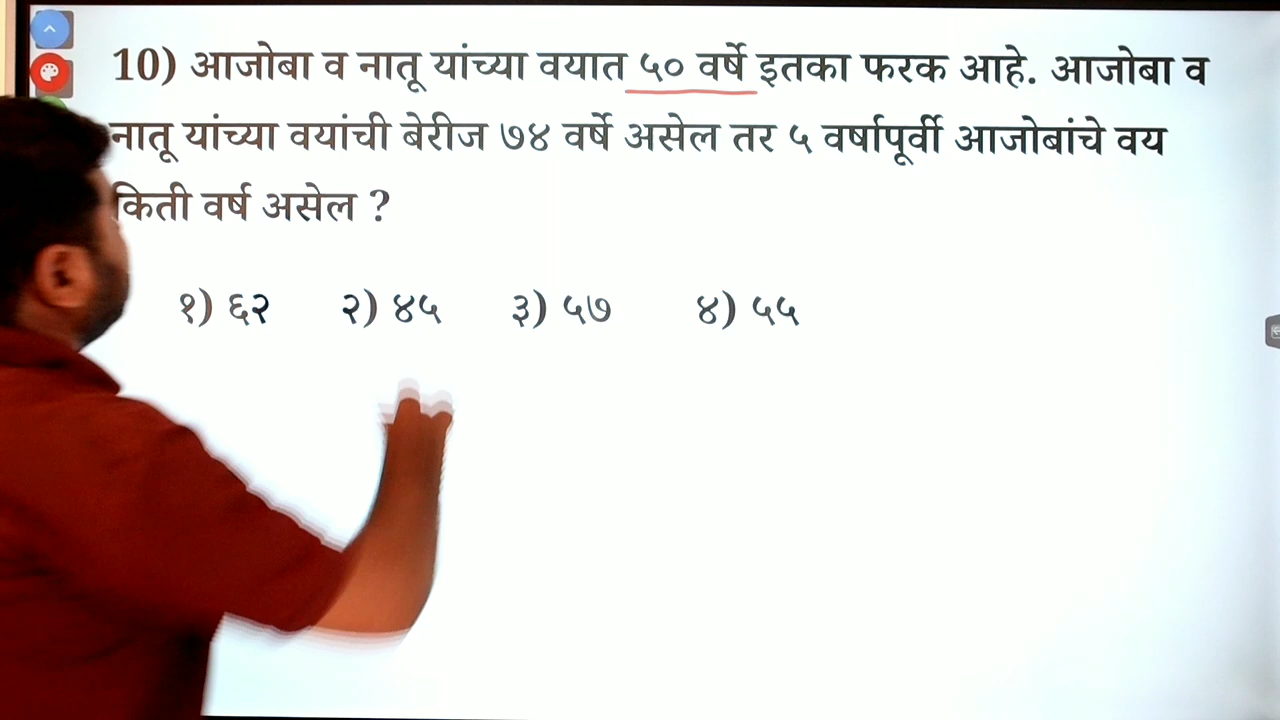 10) आजोबा व नातू यांच्या वयात ५० वर्षे इतका फरक आहे. आजोबा व
नातू यांच्या वयांची बेरीज ७४ वर्षे असेल तर ५ वर्षापूर्वी आजोबांचे वय
किती वर्ष असेल ?
१) ६२ २) ४५ ३) ५७ ४) ५५